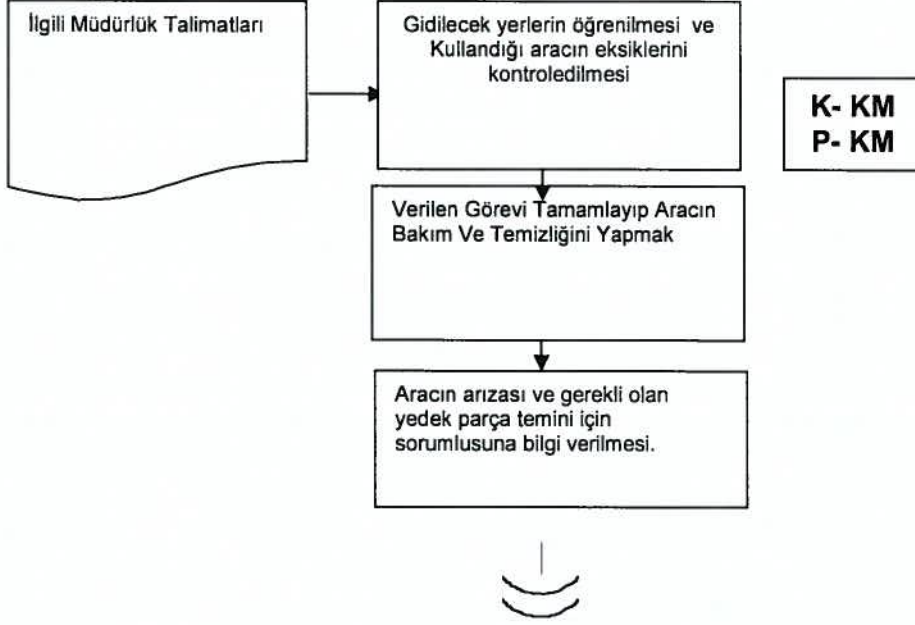 İlgili Müdürlük Talimatları
Gidilecek yerlerin öğrenilmesi ve
Kullandığı aracın eksiklerini
kontroledilmesi
K- KM
P- KM
Verilen Görevi Tamamlayıp Aracın
Bakım Ve Temizliğini Yapmak
Aracın arızası ve gerekli olan
yedek parça temini için
sorumlusuna bilgi verilmesi.